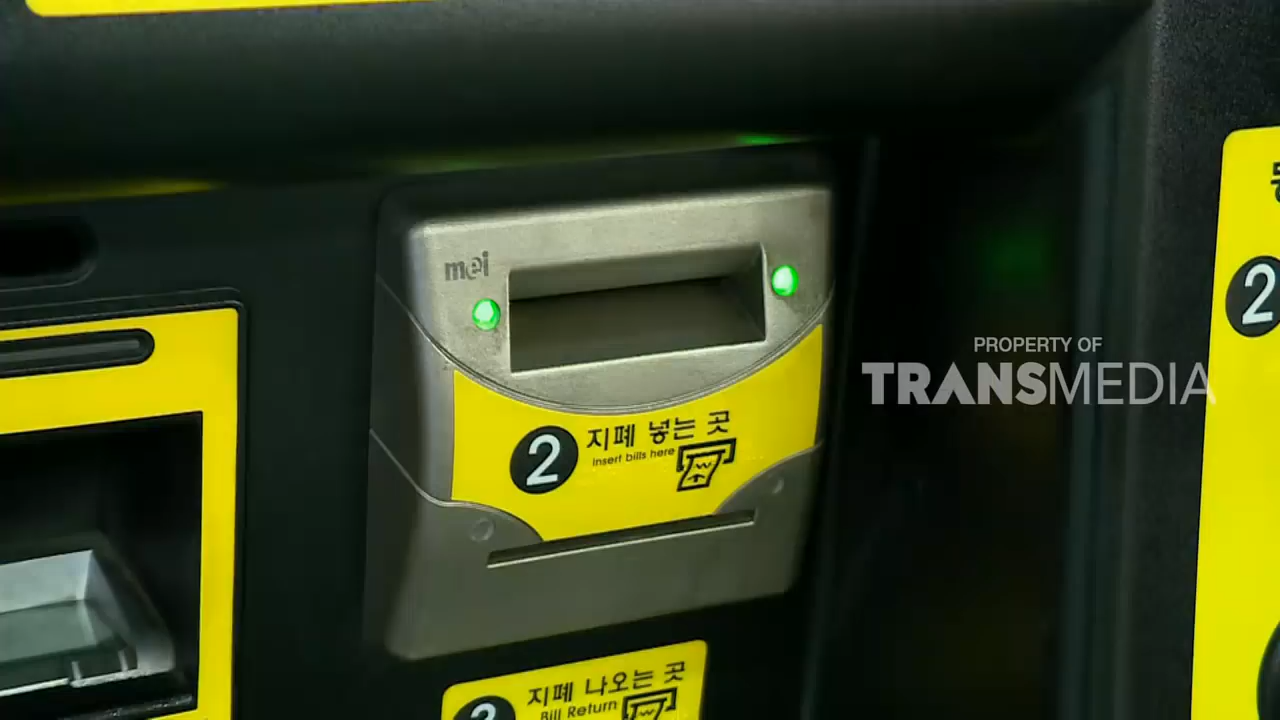 mei
2
지폐 넣는 곳
insert bills here
지폐 나오는 곳
Bill Return
2
PROPERTY OF
TRANSMEDIA